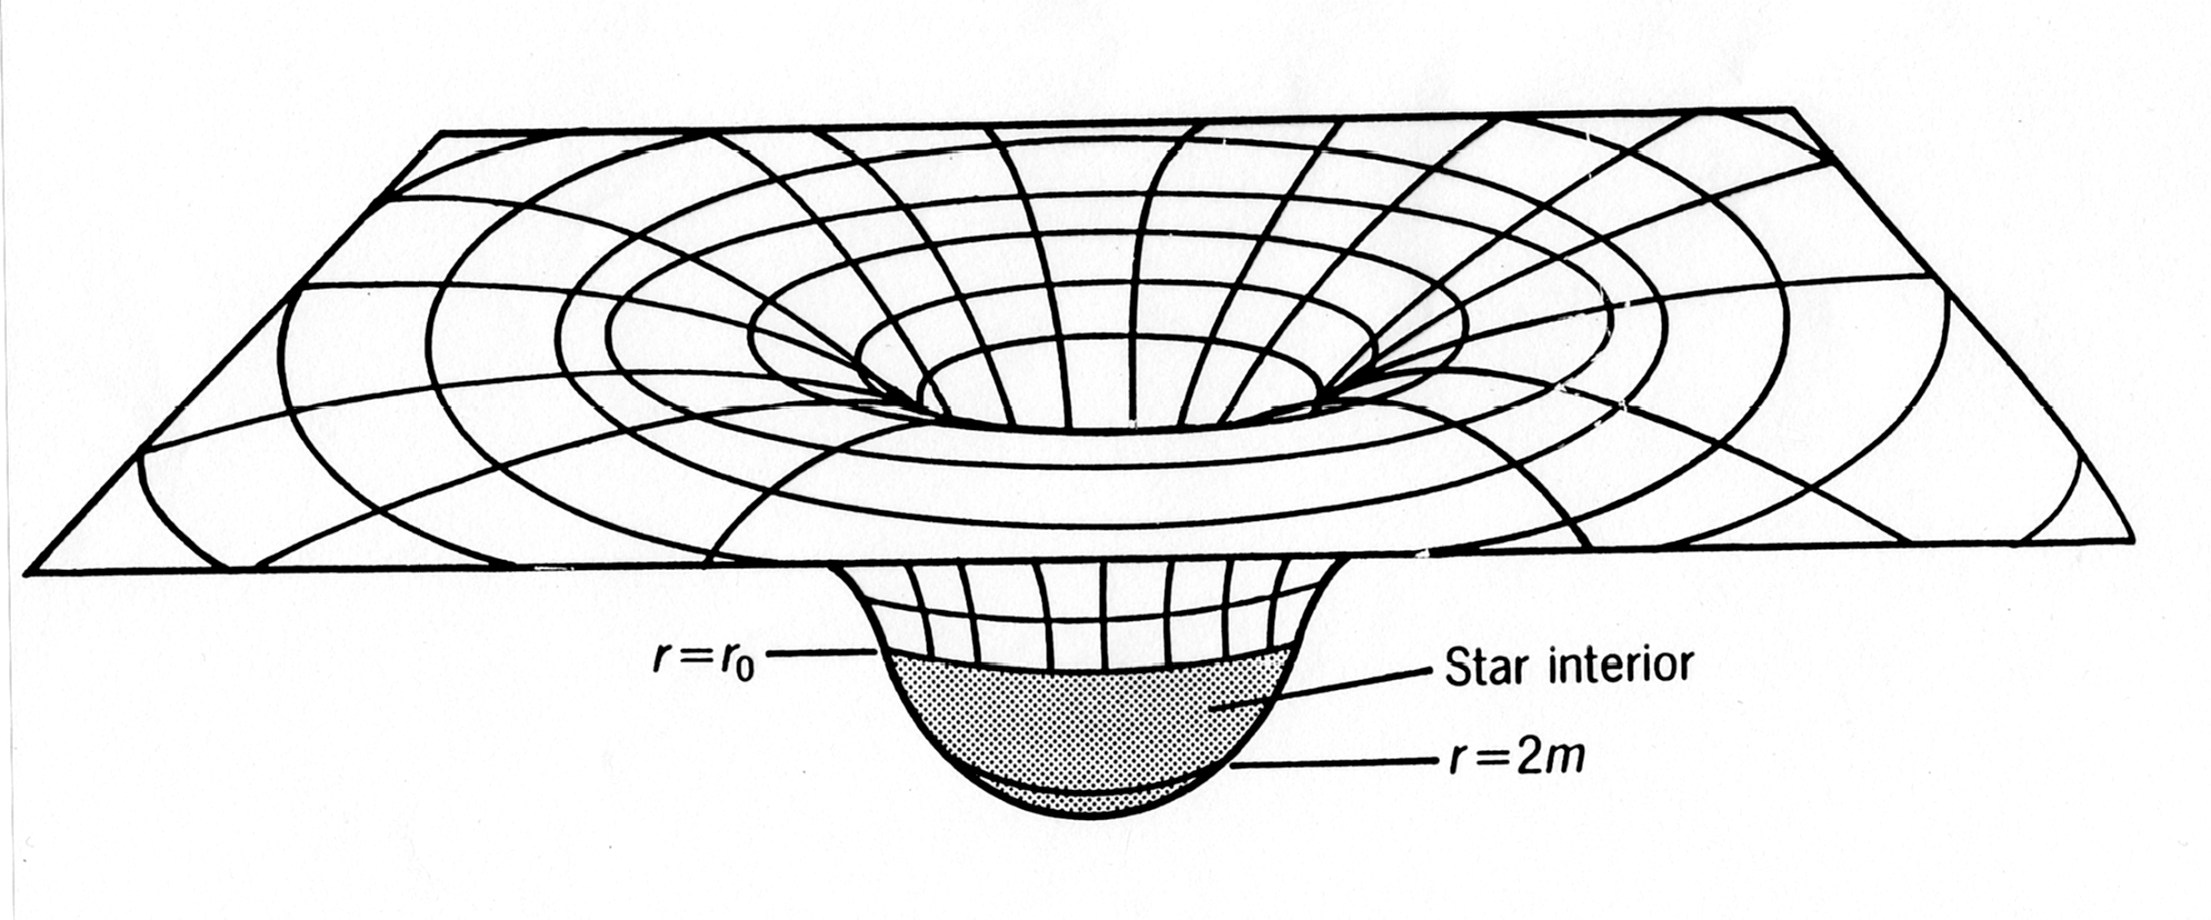 r=r₀
Star interior
r=2m